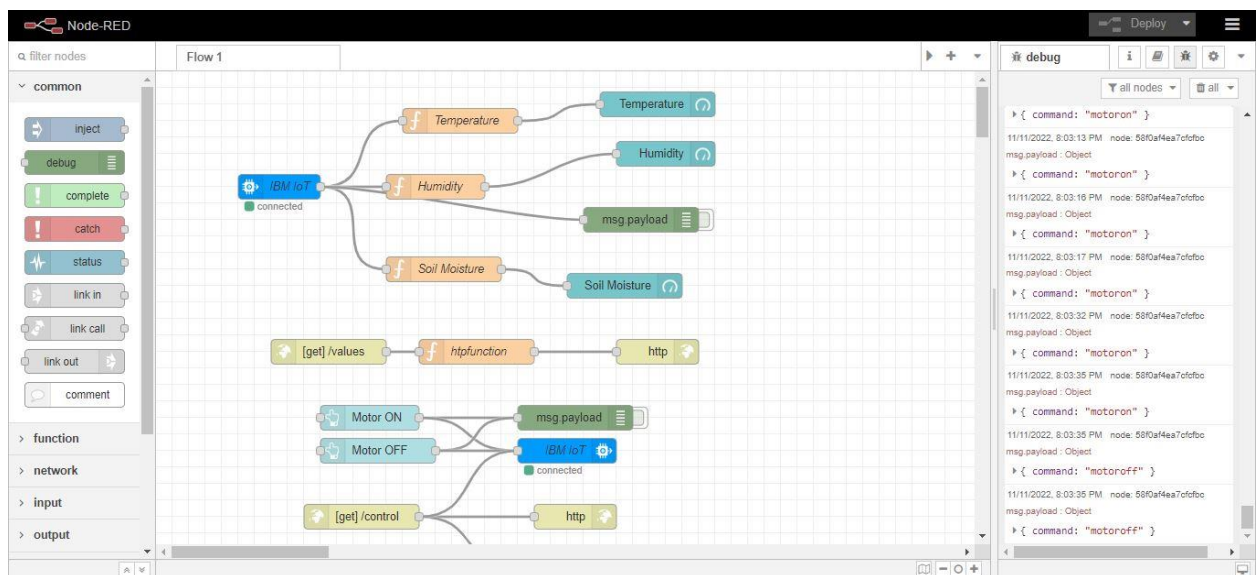 Node-RED
Deploy
filter nodes
Flow 1
debug
i
common
all nodes
all
inject
debug
complete
catch
status
link in
link call
link out
comment
function
network
input
output
Temperature
Temperature
Humidity
IBM IoT
Humidity
connected
msg.payload
Soil Moisture
Soil Moisture
[get] /values
htpfunction
http
Motor ON
msg.payload
Motor OFF
IBM IoT
connected
[get] /control
http
{ command: "motoron" }
11/11/2022, 8:03:13 PM node: 58f0af4ea7cfcfbc
msg.payload : Object
{ command: "motoron" }
11/11/2022, 8:03:16 PM node: 58f0af4ea7cfcfbc
msg.payload : Object
{ command: "motoron" }
11/11/2022, 8:03:17 PM node: 58f0af4ea7cfcfbc
msg.payload : Object
{ command: "motoron" }
11/11/2022, 8:03:32 PM node: 58f0af4ea7cfcfbc
msg.payload : Object
{ command: "motoron" }
11/11/2022, 8:03:35 PM node: 58f0af4ea7cfcfbc
msg.payload : Object
{ command: "motoron" }
11/11/2022, 8:03:35 PM node: 58f0af4ea7cfcfbc
msg.payload : Object
{ command: "motoroff" }
11/11/2022, 8:03:35 PM node: 58f0af4ea7cfcfbc
msg.payload : Object
{ command: "motoroff" }